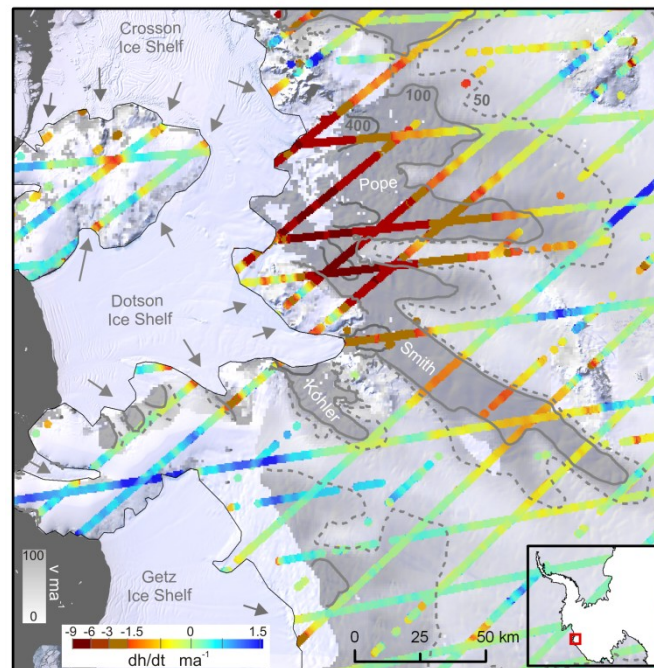 Crosson
Ice Shelf
100
50
400
Pope
Dotson
Ice Shelf
Smith
Kohler
100
v ma⁻¹
0
Getz
Ice Shelf
-9 -6 -3 -1.5 0 1.5
dh/dt ma⁻¹
0 25 50 km